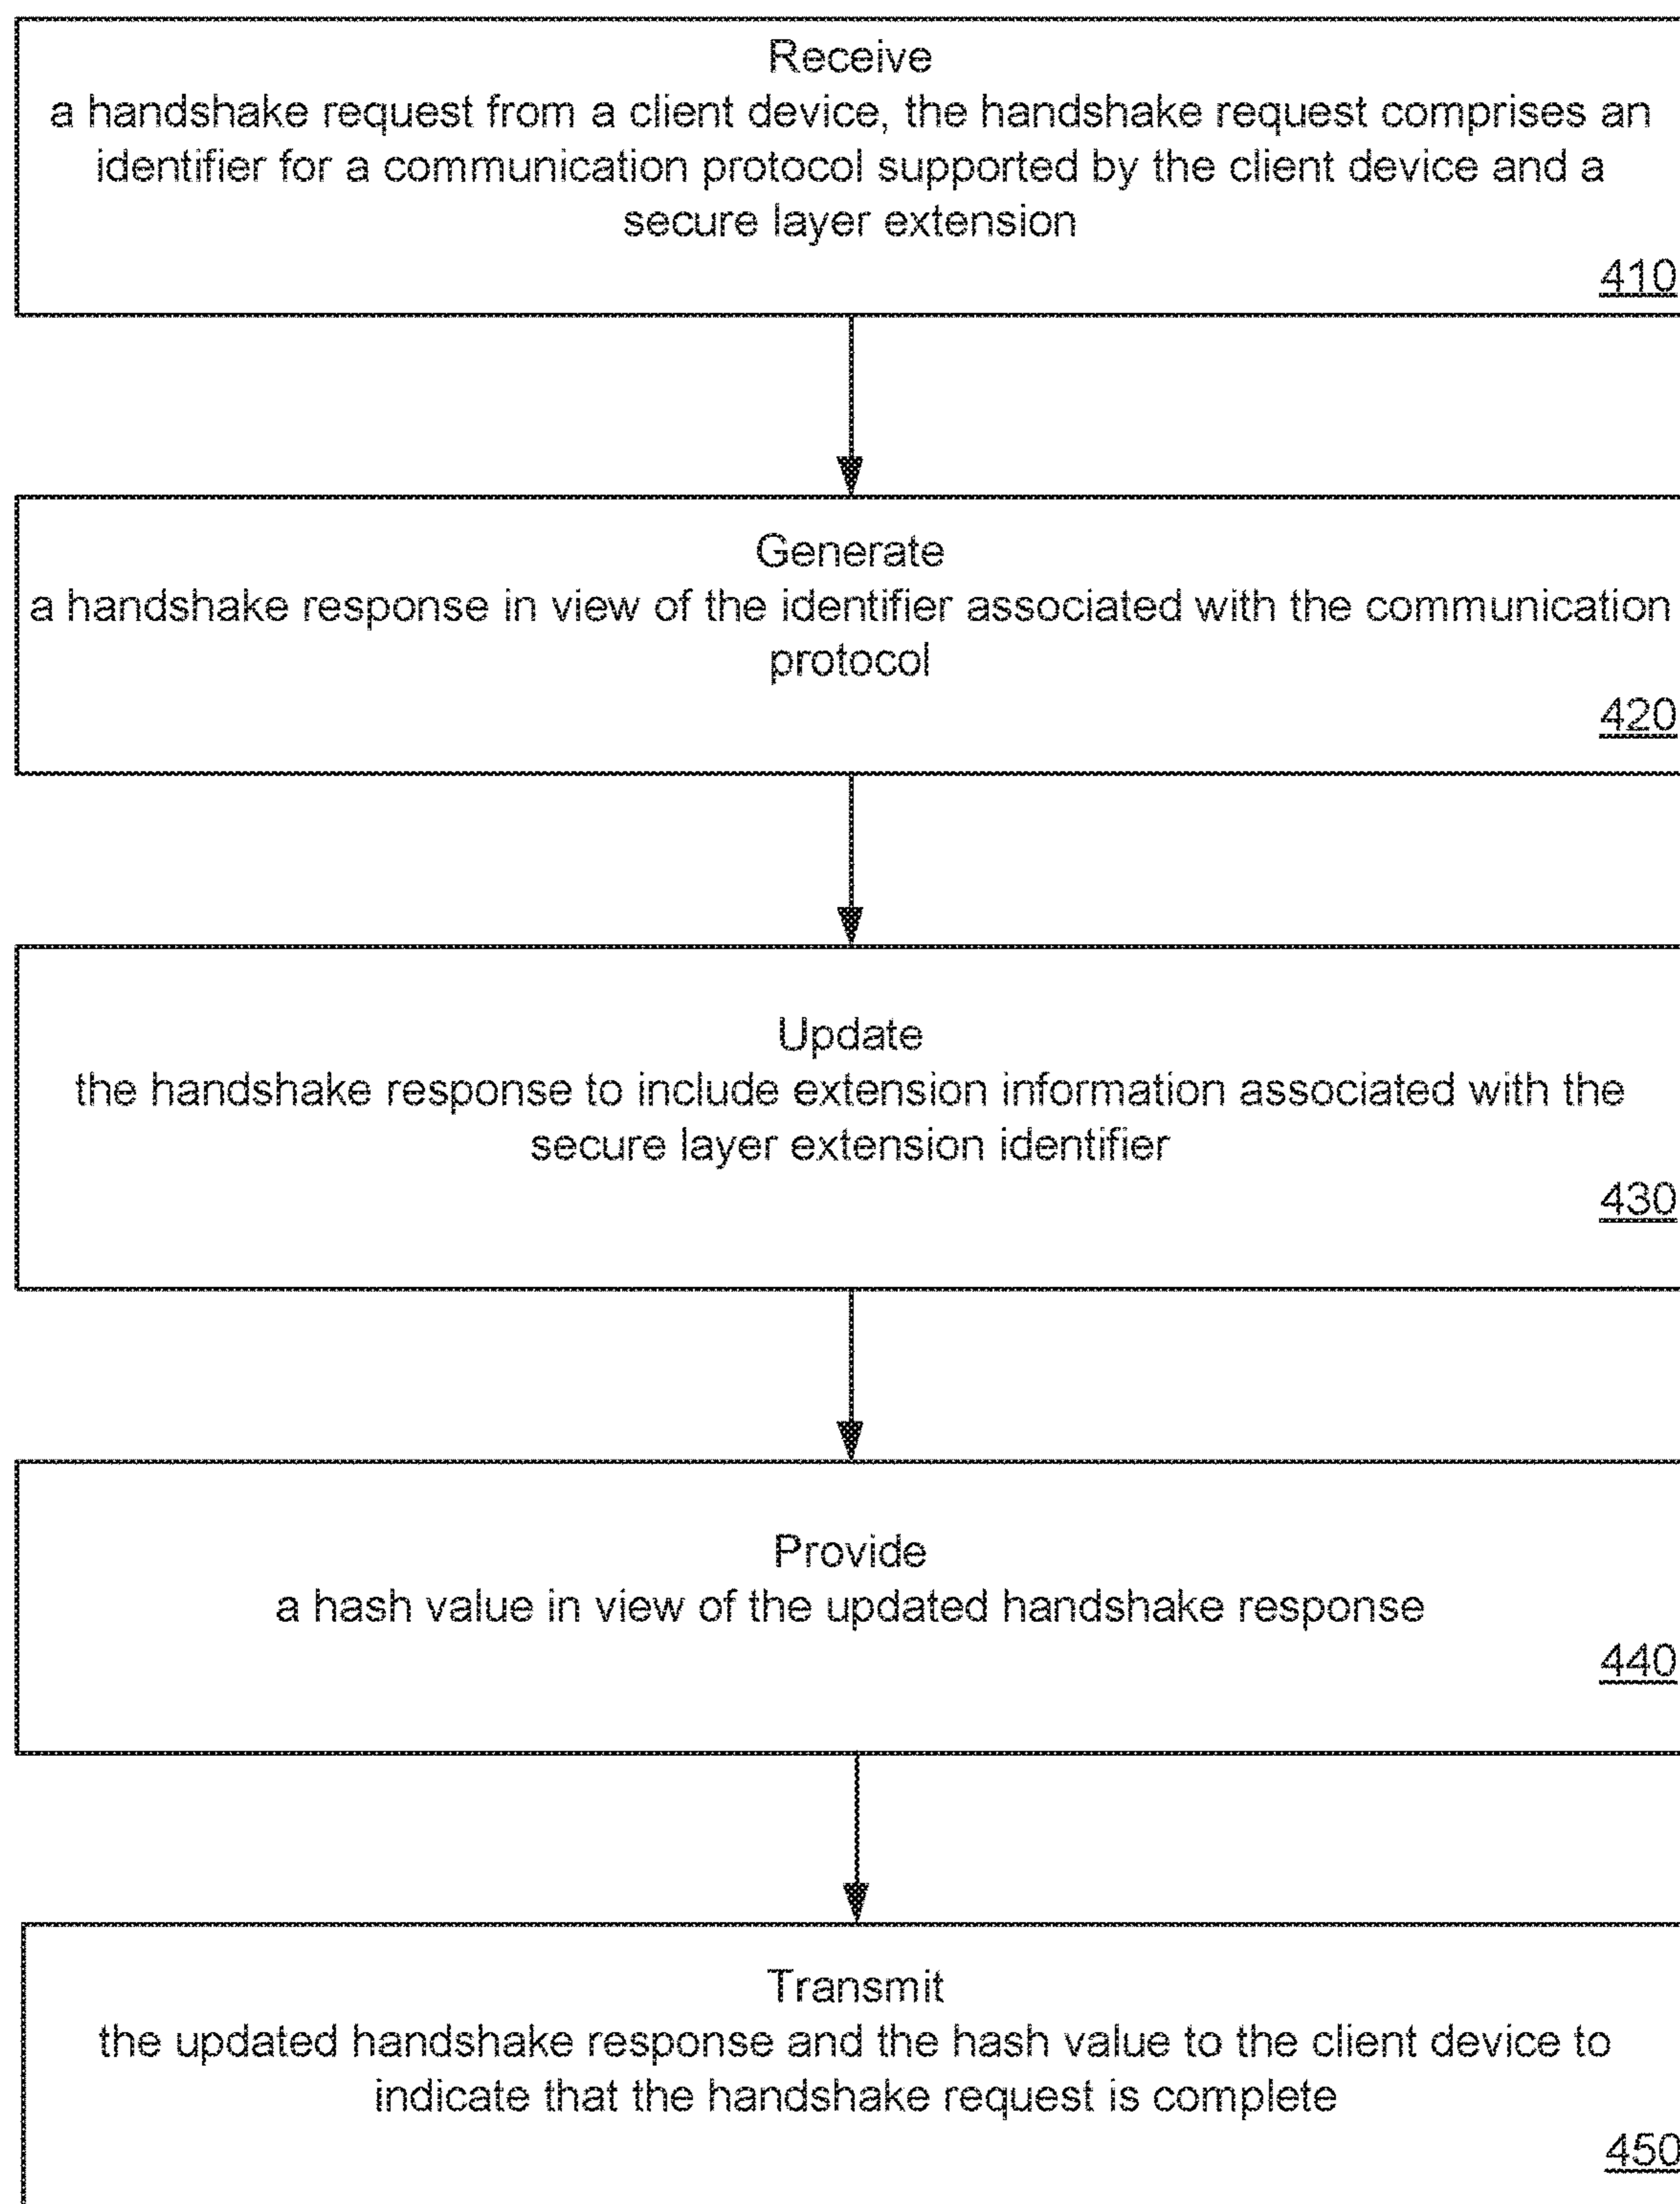 Receive
a handshake request from a client device, the handshake request comprises an
identifier for a communication protocol supported by the client device and a
secure layer extension
410
Generate
a handshake response in view of the identifier associated with the communication
protocol
420
Update
the handshake response to include extension information associated with the
secure layer extension identifier
430
Provide
a hash value in view of the updated handshake response
440
Transmit
the updated handshake response and the hash value to the client device to
indicate that the handshake request is complete
450